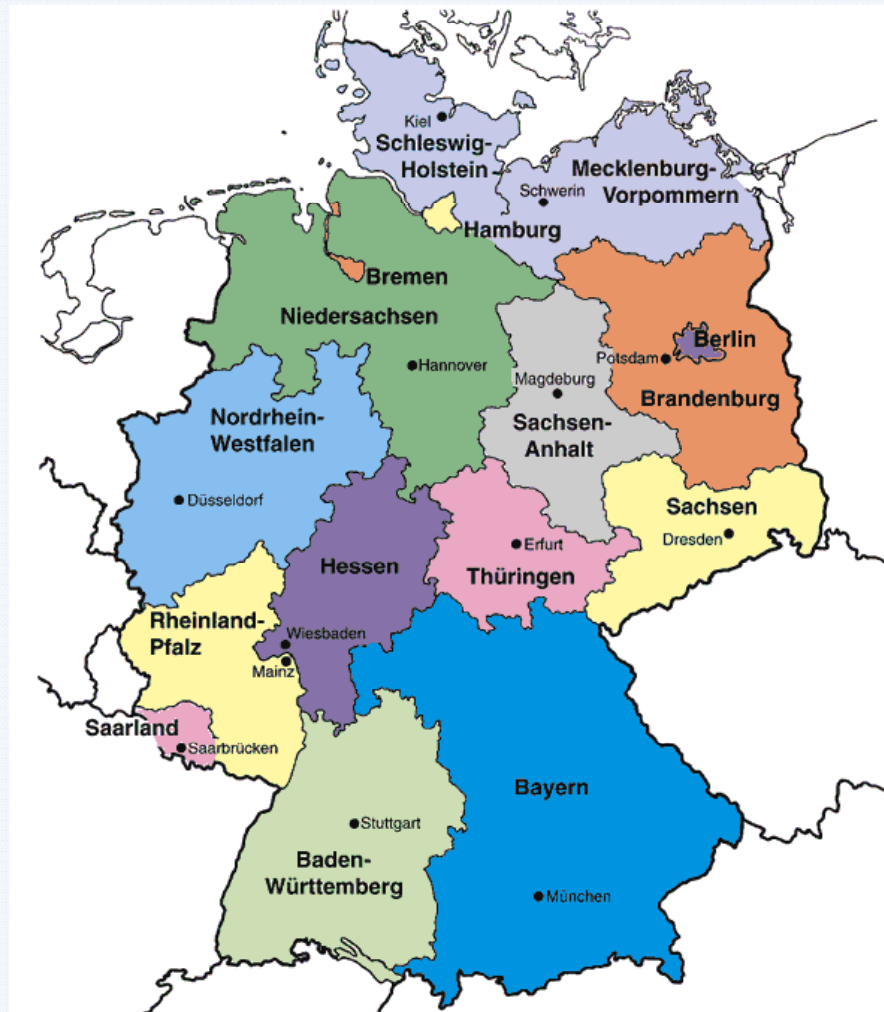 Kiel
Schleswig-
Holstein
Mecklenburg-
Vorpommern
Schwerin
Hamburg
Bremen
Niedersachsen
Hannover
Berlin
Potsdam
Brandenburg
Magdeburg
Sachsen-
Anhalt
Nordrhein-
Westfalen
Düsseldorf
Sachsen
Dresden
Erfurt
Thüringen
Hessen
Rheinland-
Pfalz
Wiesbaden
Mainz
Saarland
Saarbrücken
Bayern
Stuttgart
Baden-
Württemberg
München